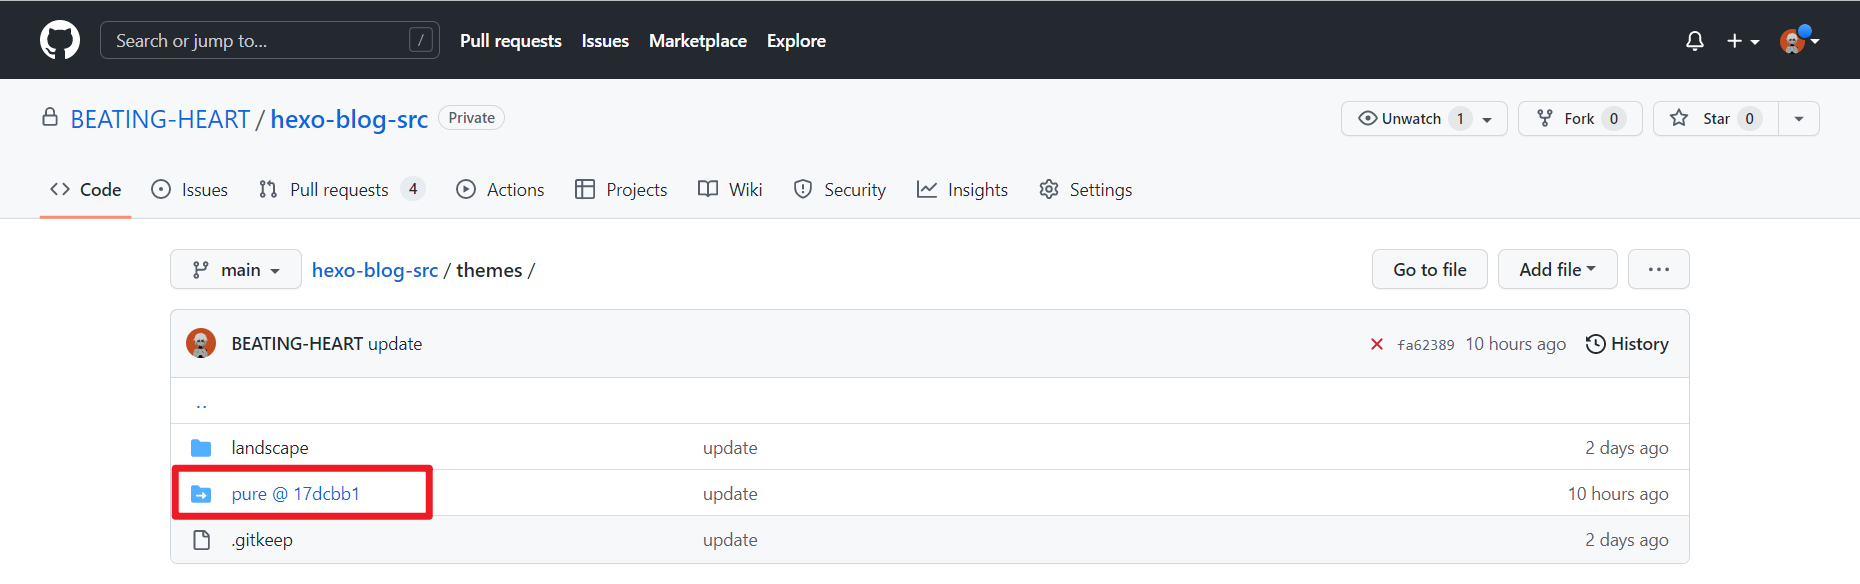 Search or jump to... / Pull requests Issues Marketplace Explore
BEATING-HEART / hexo-blog-src Private Unwatch 1 Fork 0 Star 0
Code Issues Pull requests 4 Actions Projects Wiki Security Insights Settings
main hexo-blog-src / themes / Go to file Add file ...
BEATING-HEART update fa62389 10 hours ago History
..
landscape update 2 days ago
pure @ 17dcbb1 update 10 hours ago
.gitkeep update 2 days ago